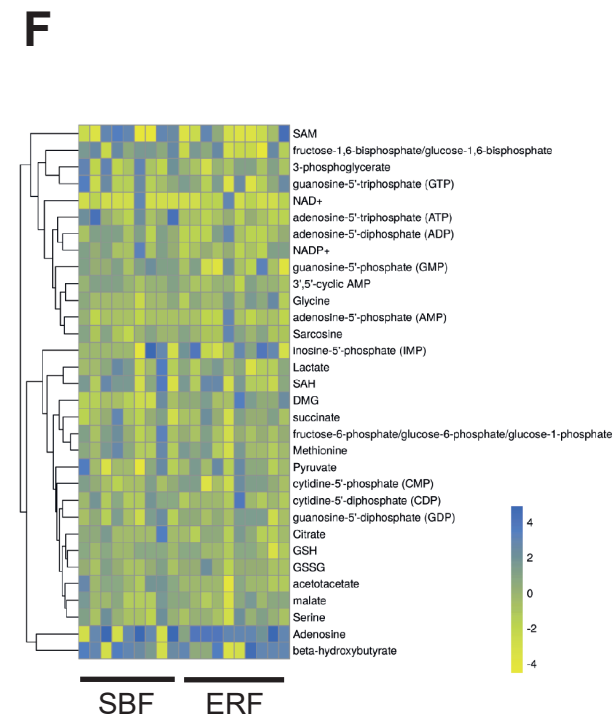 F
SAM
fructose-1,6-bisphosphate/glucose-1,6-bisphosphate
3-phosphoglycerate
guanosine-5'-triphosphate (GTP)
NAD+
adenosine-5'-triphosphate (ATP)
adenosine-5'-diphosphate (ADP)
NADP+
guanosine-5'-phosphate (GMP)
3',5'-cyclic AMP
Glycine
adenosine-5'-phosphate (AMP)
Sarcosine
inosine-5'-phosphate (IMP)
Lactate
SAH
DMG
succinate
fructose-6-phosphate/glucose-6-phosphate/glucose-1-phosphate
Methionine
Pyruvate
cytidine-5'-phosphate (CMP)
cytidine-5'-diphosphate (CDP)
guanosine-5'-diphosphate (GDP)
Citrate
GSH
GSSG
acetotacetate
malate
Serine
Adenosine
beta-hydroxybutyrate
4
2
0
-2
-4
SBF ERF